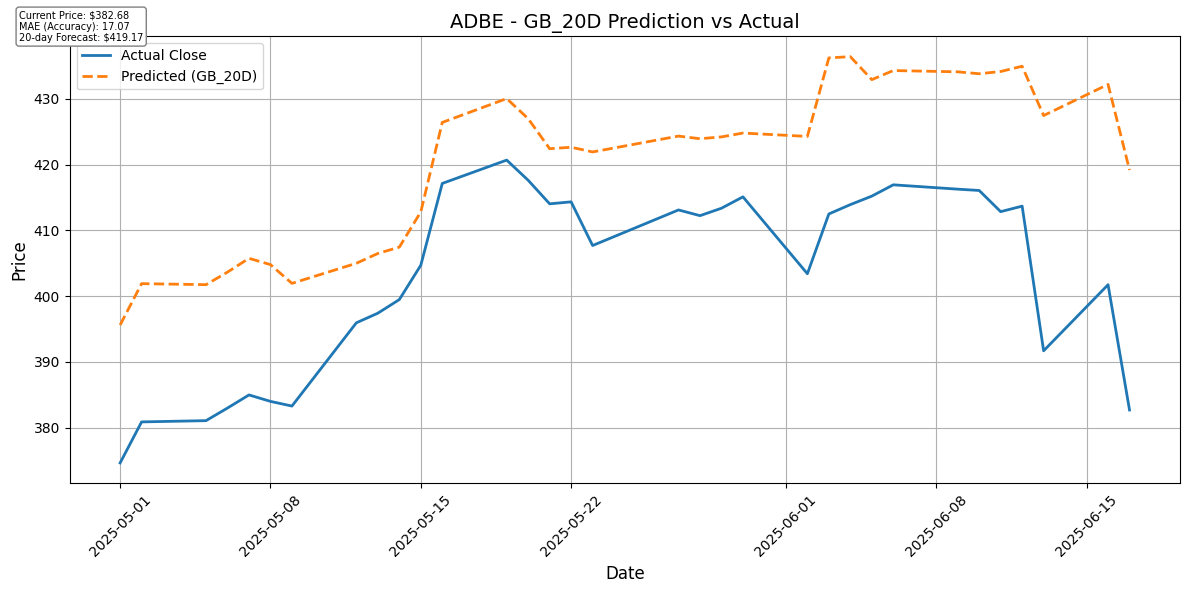 ADBE - GB_20D Prediction vs Actual
Current Price: $382.68
MAE (Accuracy): 17.07
20-day Forecast: $419.17
Actual Close
Predicted (GB_20D)
Price
430
420
410
400
390
380
2025-05-01
2025-05-08
2025-05-15
2025-05-22
2025-06-01
2025-06-08
2025-06-15
Date